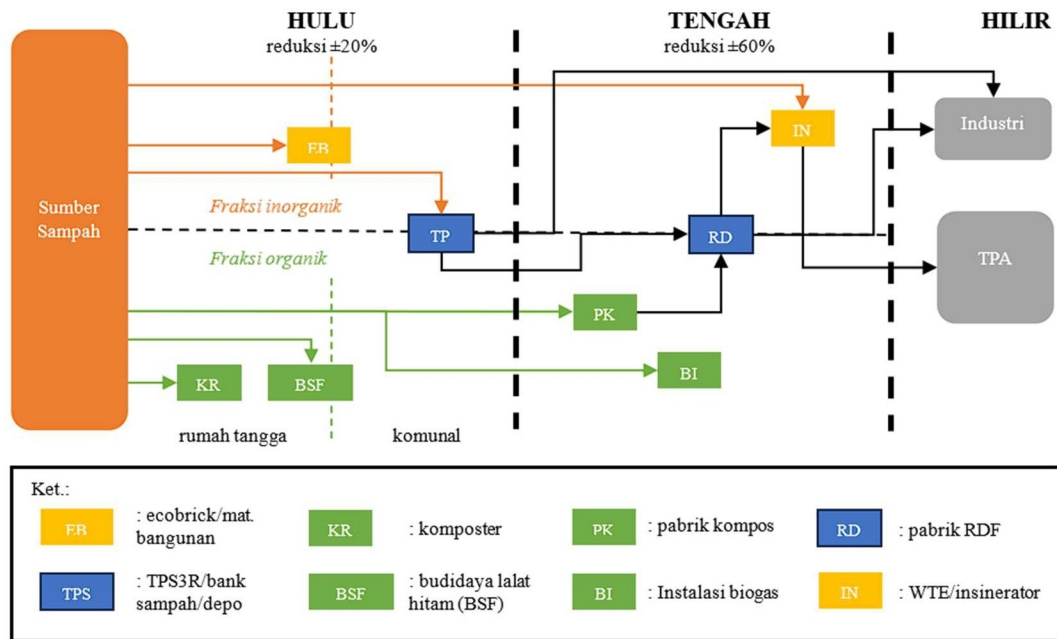 HULU
reduksi ±20%
TENGAH
reduksi ±60%
HILIR
Sumber
Sampah
EB
IN
Industri
Fraksi inorganik
TP
RD
Fraksi organik
TPA
PK
BI
KR
BSF
rumah tangga
komunal
Ket.:
EB
: ecobrick/mat.
bangunan
KR
: komposter
PK
: pabrik kompos
RD
: pabrik RDF
TPS
: TPS3R/bank
sampah/depo
BSF
: budidaya lalat
hitam (BSF)
BI
: Instalasi biogas
IN
: WTE/insinerator